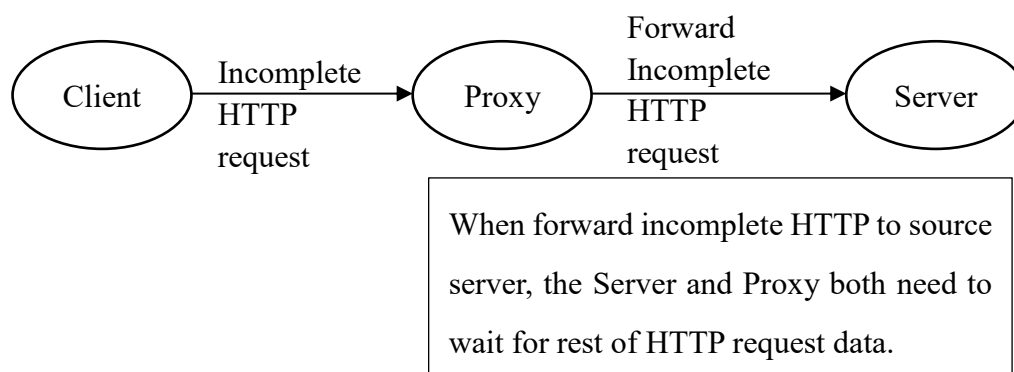 Client
Incomplete
HTTP
request
Proxy
Forward
Incomplete
HTTP
request
Server
When forward incomplete HTTP to source
server, the Server and Proxy both need to
wait for rest of HTTP request data.